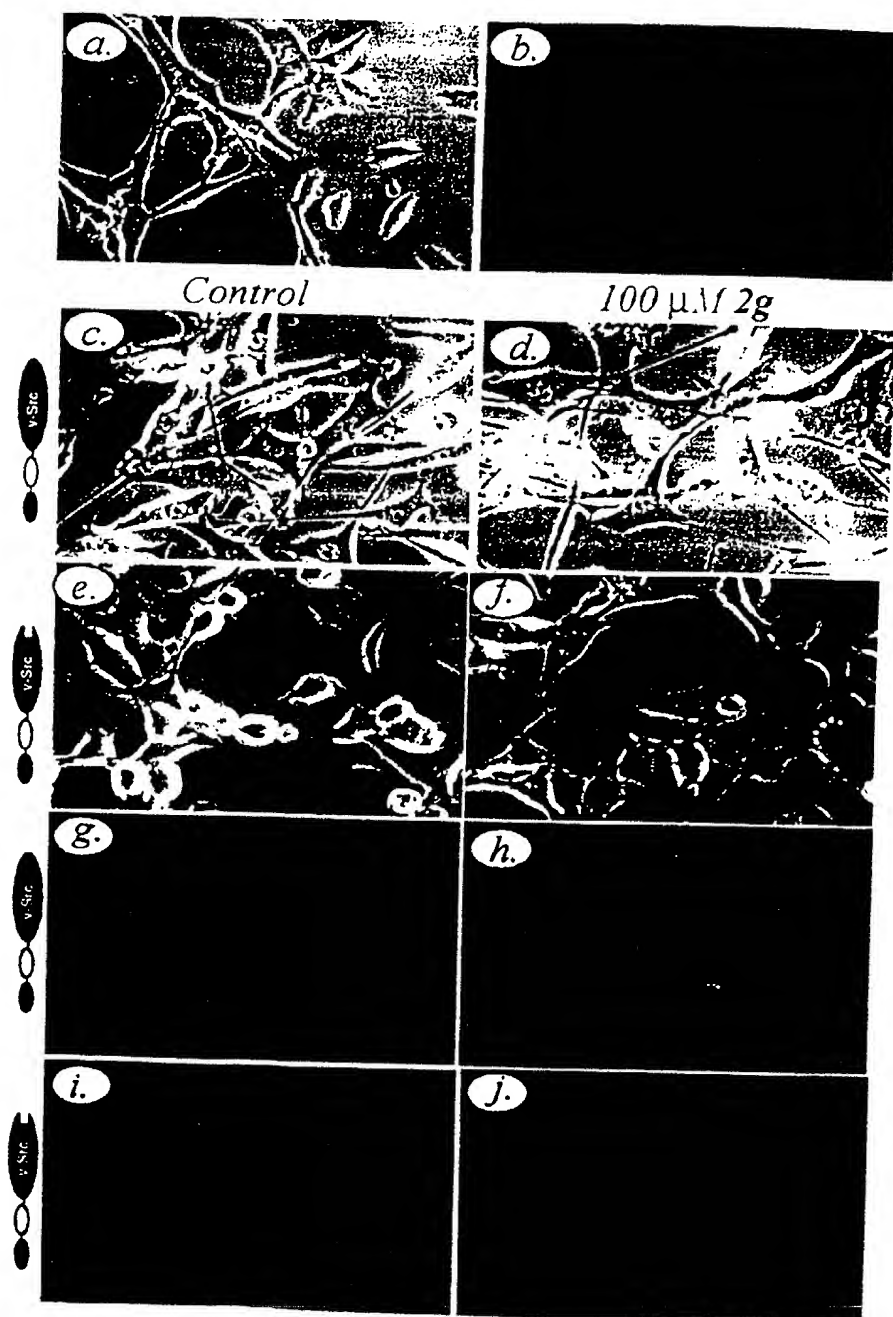 a.
b.
Control
100 µM 2g
c.
d.
v-Src
e.
f.
v-Src
g.
h.
v-Src
i.
j.
v-Src